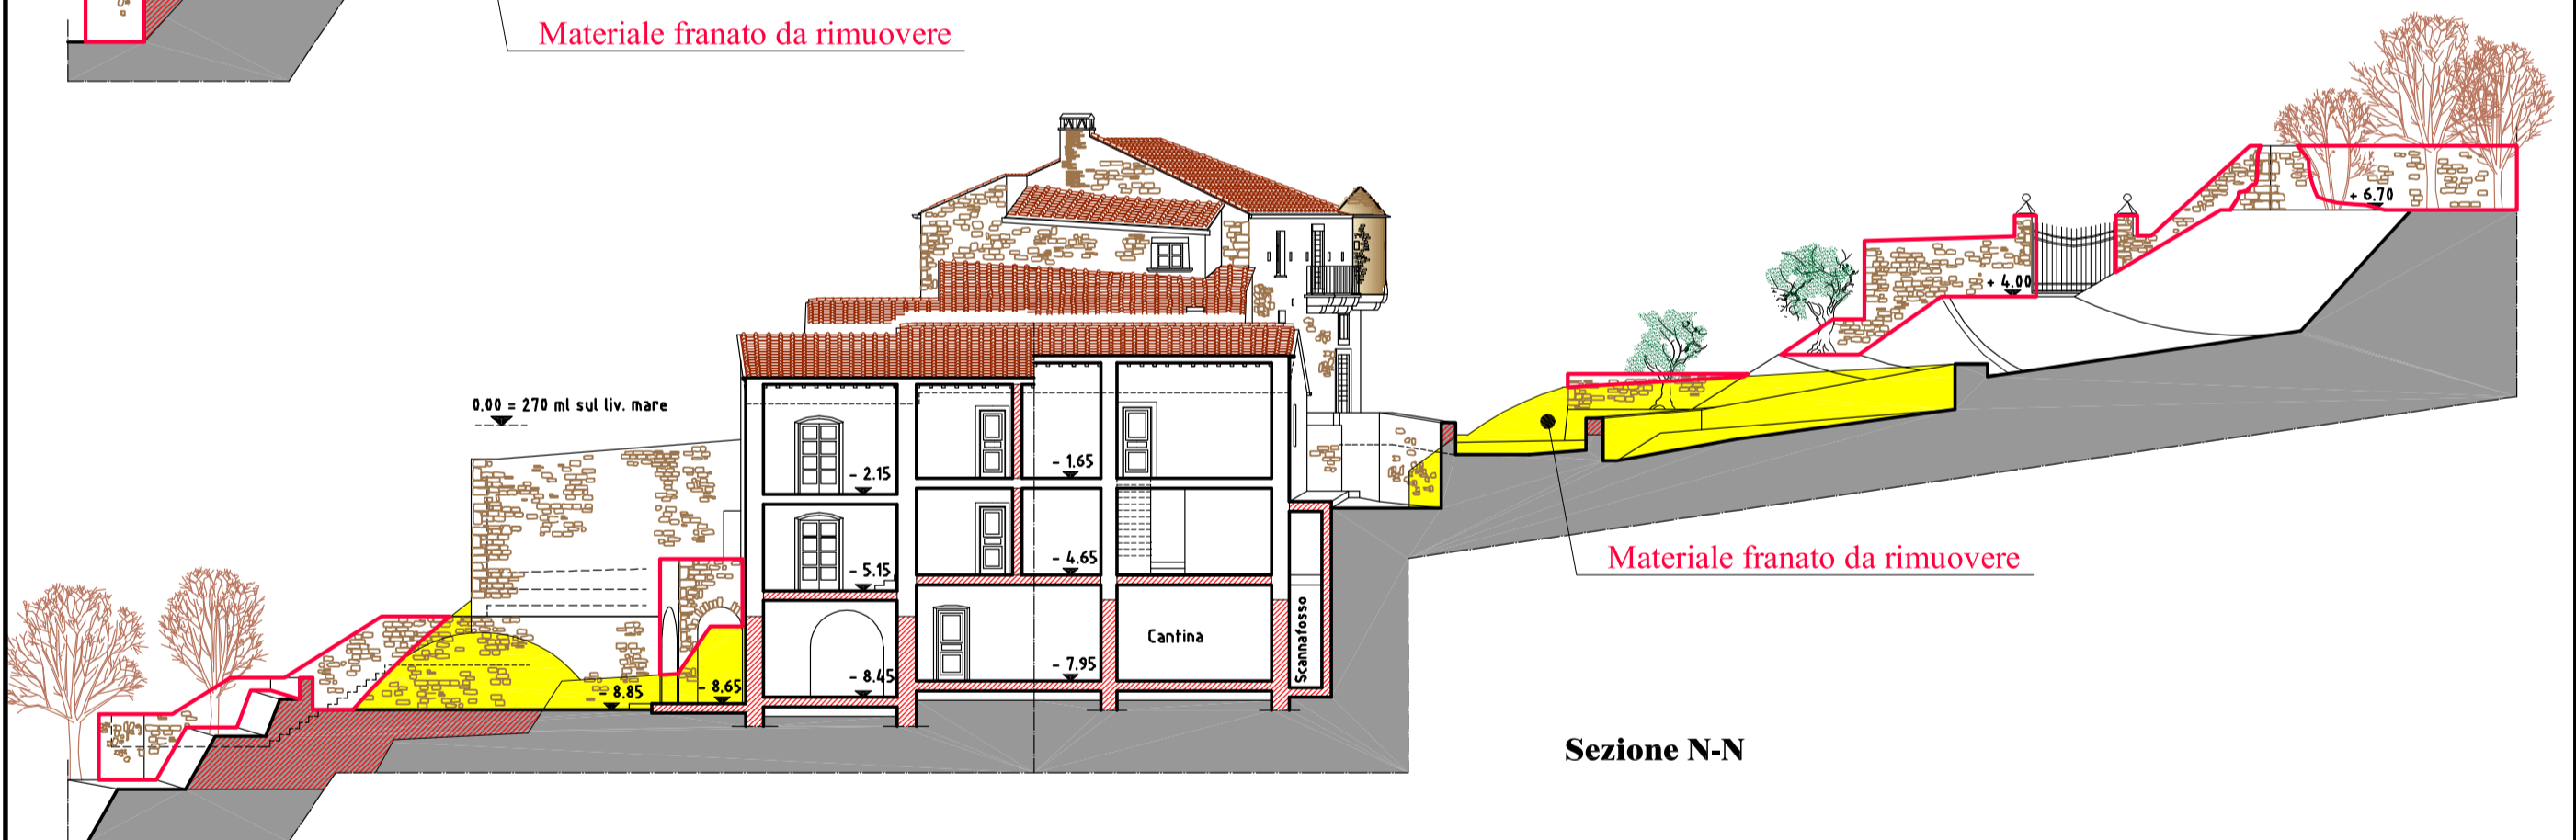 Materiale franato da rimuovere
+ 6.70
+ 4.00
0.00 = 270 ml sul liv. mare
- 2.15
- 1.65
- 5.15
- 4.65
Materiale franato da rimuovere
Cantina
Scannafosso
- 8.45
- 7.95
- 8.85
- 8.65
Sezione N-N